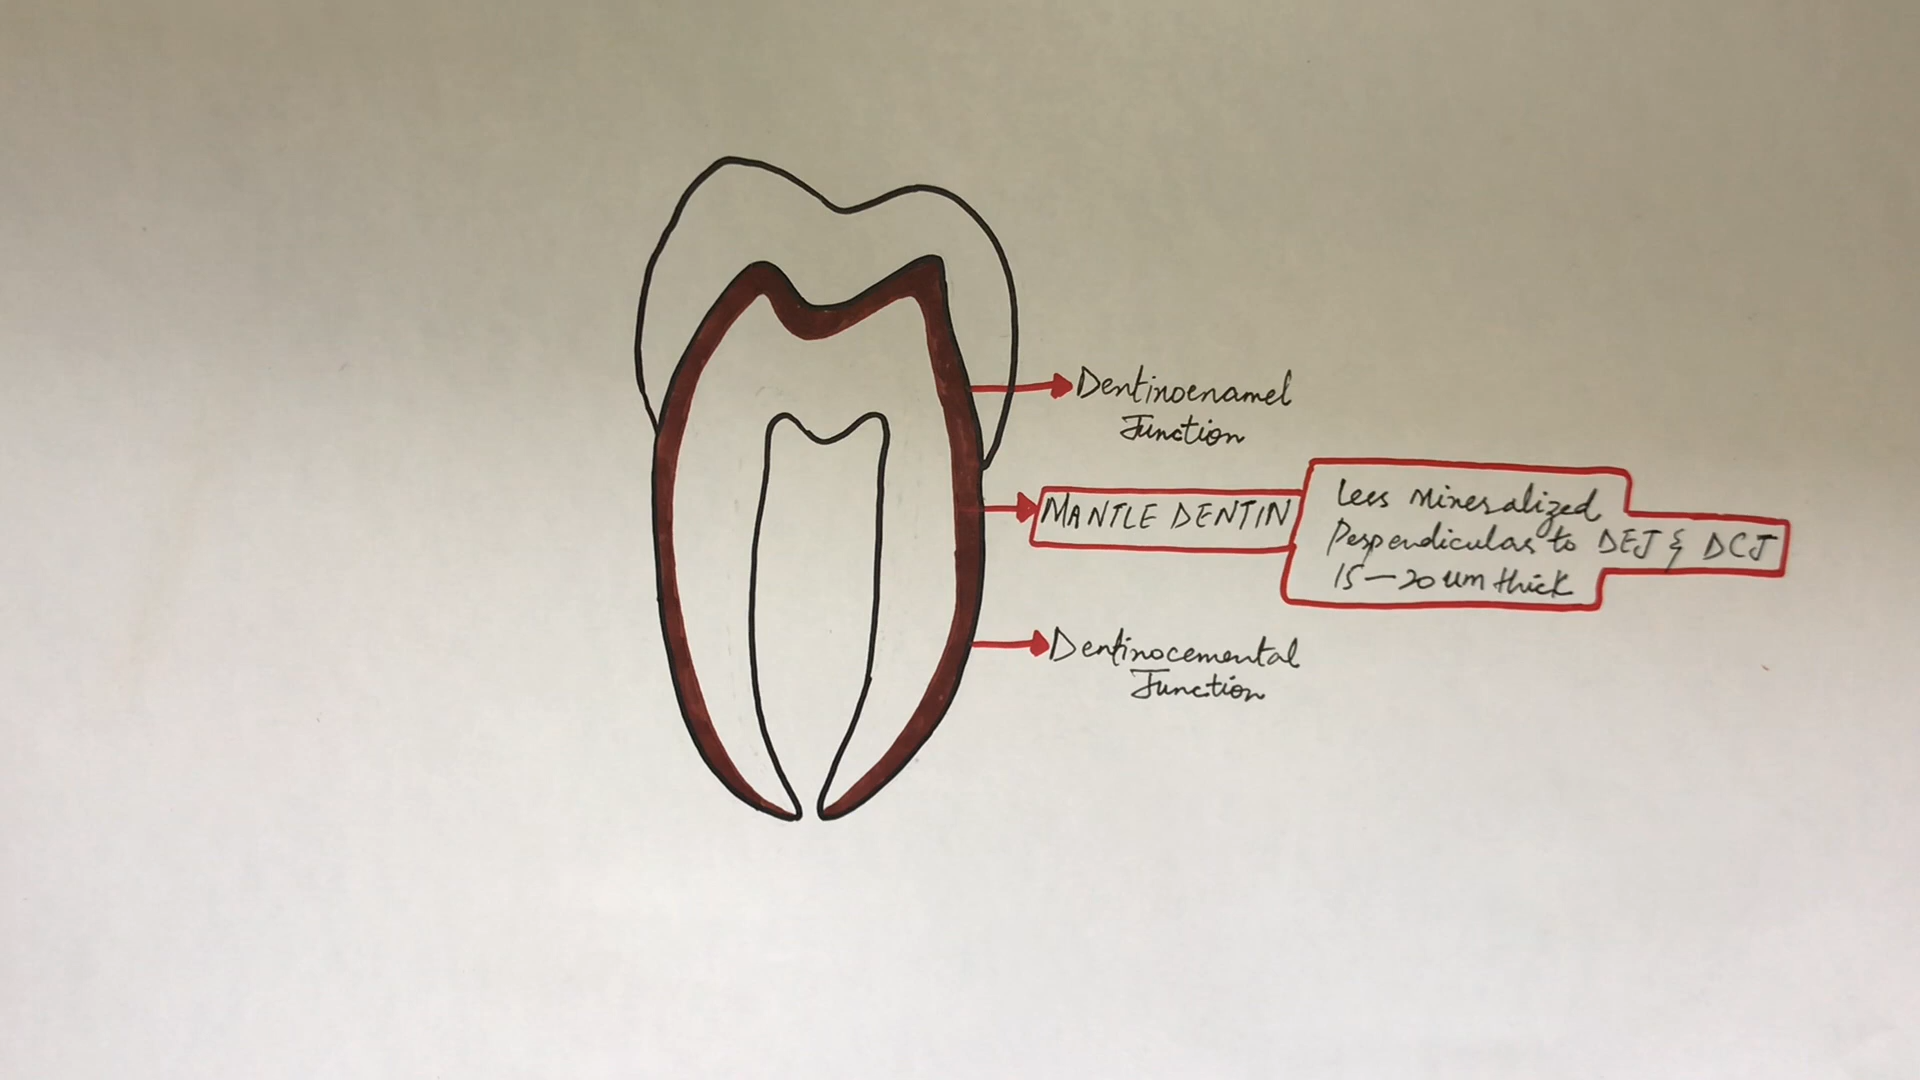 Dentinoenamel
Junction
MANTLE DENTIN
Less Mineralized
Perpendicular to DEJ & DCJ
15-20 um thick
Dentinocemental
Junction